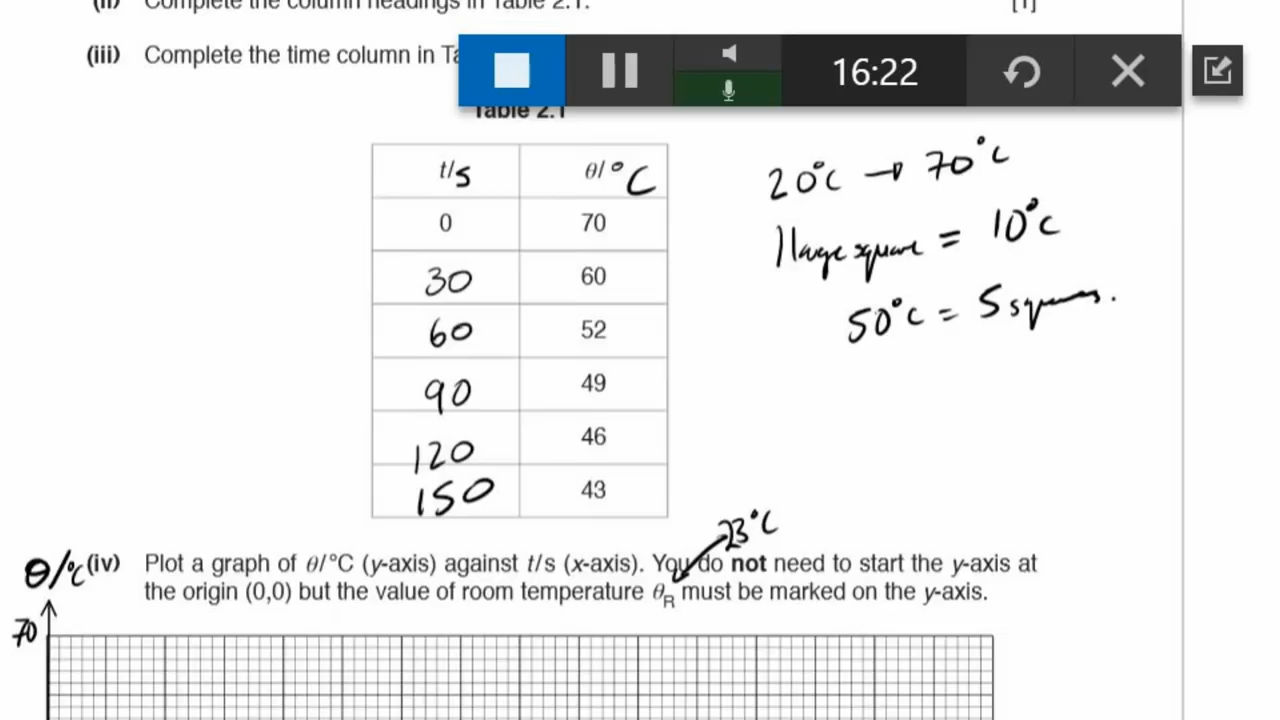 (ii) Complete the column headings in Table 2.1. [1]
(iii) Complete the time column in Ta
16:22
Table 2.1
t/s θ/°C
0 70
30 60
60 52
90 49
120 46
150 43
20°C → 70°C
1 large square = 10°C
50°C = 5 squares.
23°C
θ/°C
(iv) Plot a graph of θ/°C (y-axis) against t/s (x-axis). You do not need to start the y-axis at
the origin (0,0) but the value of room temperature θR must be marked on the y-axis.
70